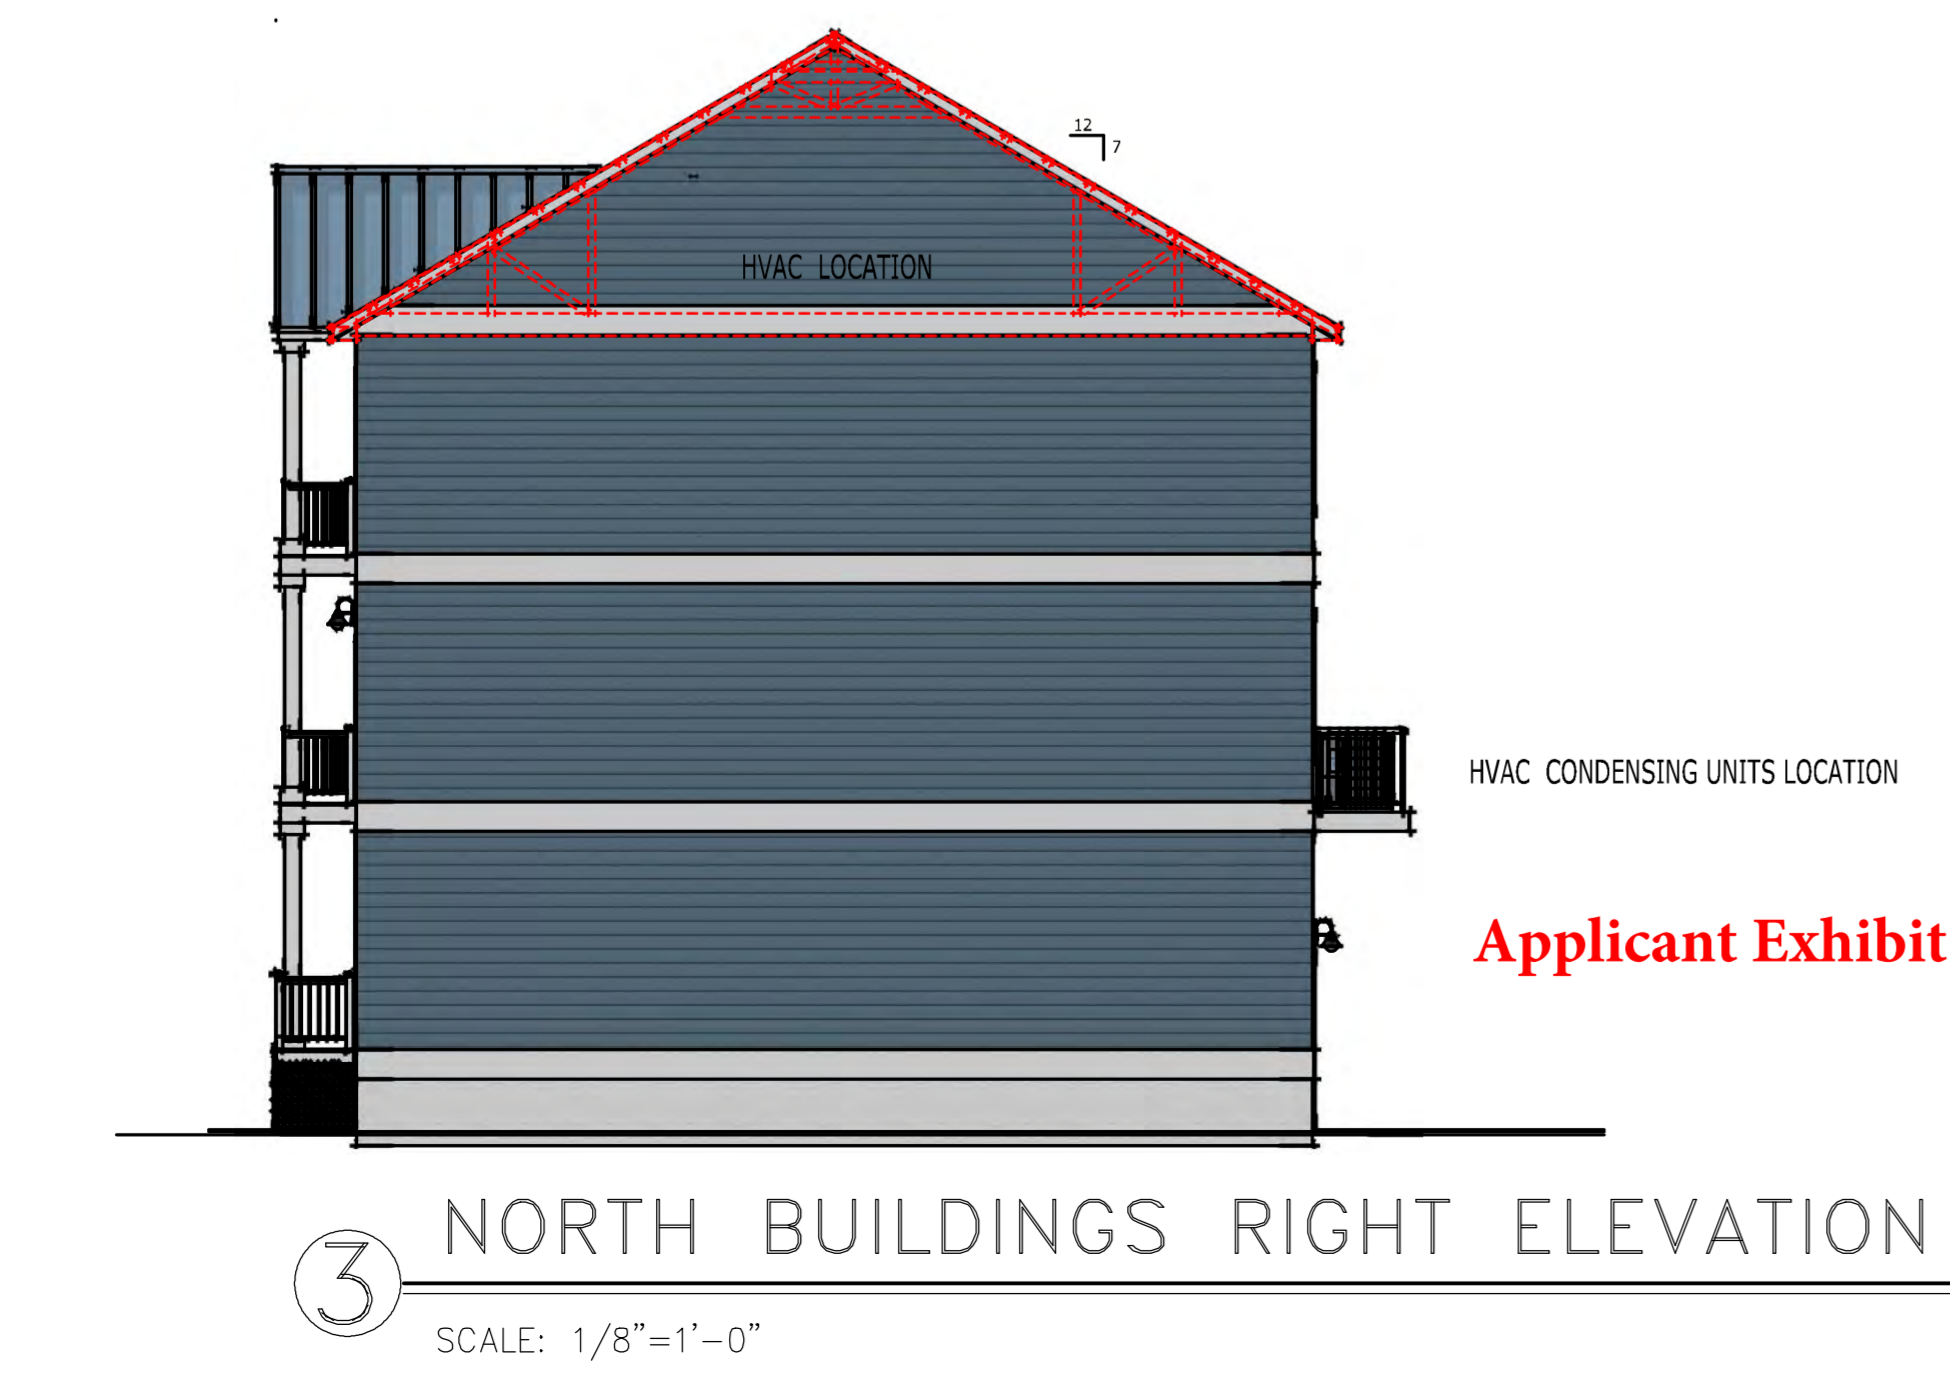 12
7
HVAC LOCATION
HVAC CONDENSING UNITS LOCATION
Applicant Exhibit
3
NORTH BUILDINGS RIGHT ELEVATION
SCALE: 1/8"=1'-0"